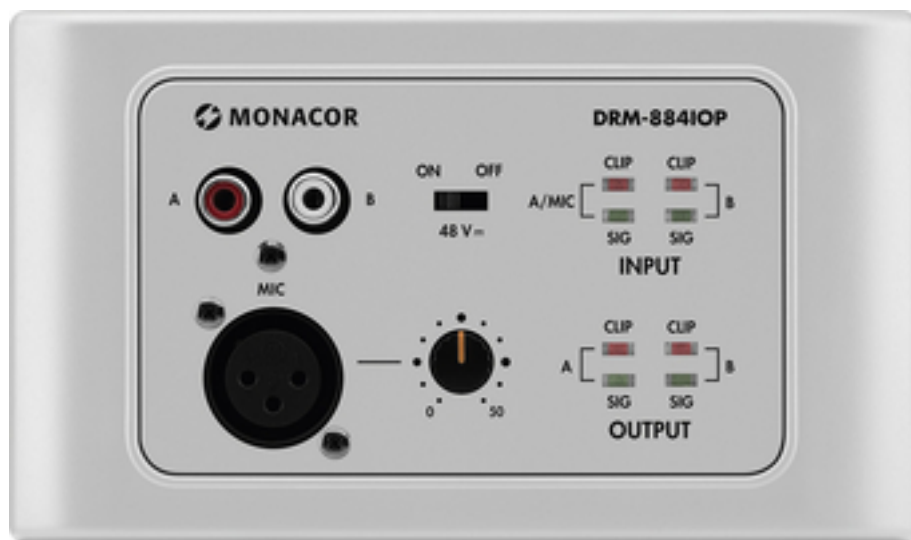 MONACOR
DRM-884IOP
A
B
ON OFF
48 V⎓
CLIP CLIP
A/MIC
B
SIG SIG
INPUT
MIC
0 50
CLIP CLIP
A
B
SIG SIG
OUTPUT